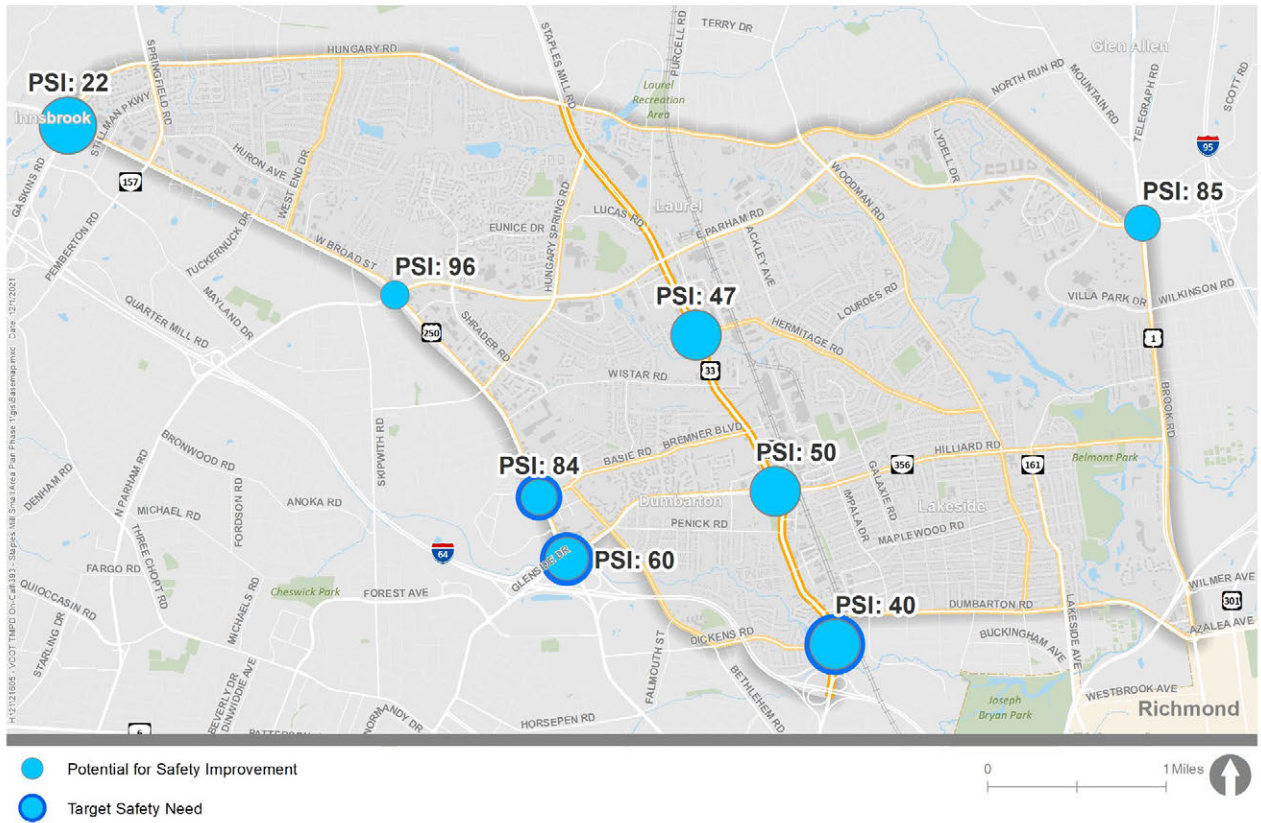 TERRY DR
PURCELL RD
STAPLES MILL RD
SPRINGFIELD RD
HUNGARY RD
Glen Allen
NORTH RUN RD
MOUNTAIN RD
TELEGRAPH RD
SCOTT RD
PSI: 22
Innsbrook
STILLMAN PKWY
Laurel
Recreation
Area
95
HURON AVE
WEST END DR
LYDELL DR
GASKINS RD
157
WOODMAN RD
PSI: 85
PEMBERTON RD
TUCKERNUCK DR
W BROAD ST
EUNICE DR
HUNGARY SPRING RD
LUCAS RD
Laurel
E PARHAM RD
ACKLEY AVE
PSI: 96
PSI: 47
LOURDES RD
VILLA PARK DR
WILKINSON RD
QUARTER MILL RD
MAYLAND DR
250
SHRADER RD
HERMITAGE RD
1
WISTAR RD
33
BROOK RD
BRONWOOD RD
SKIPWITH RD
BASIE RD
BREMNER BLVD
HILLIARD RD
PSI: 50
356
161
Belmont Park
DENHAM RD
N PARHAM RD
FORDSON RD
ANOKA RD
PSI: 84
Dumbarton
GALAXIE RD
IMPALA DR
Lakeside
MICHAEL RD
PENICK RD
MAPLEWOOD RD
THREE CHOPT RD
64
GLENSIDE DR
PSI: 60
FARGO RD
Cheswick Park
FOREST AVE
WILMER AVE
QUIOCCASIN RD
MICHAELS RD
PSI: 40
DUMBARTON RD
301
AZALEA AVE
STARLING DR
DICKENS RD
BUCKINGHAM AVE
LAKESIDE AVE
FALMOUTH ST
BETHLEHEM RD
WESTBROOK AVE
BEVERLY DR
DINWIDDIE AVE
NORMANDY DR
HORSEPEN RD
Joseph
Bryan Park
Richmond
6
Potential for Safety Improvement
0 1 Miles
Target Safety Need